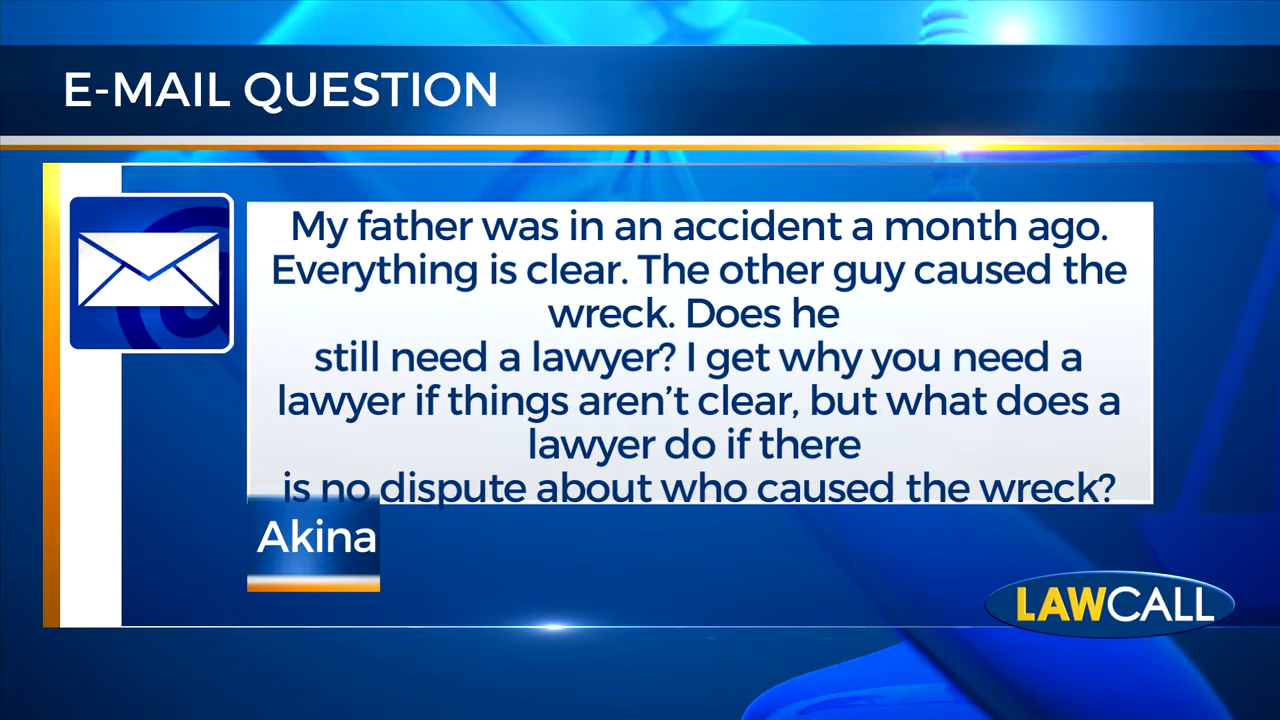 E-MAIL QUESTION
My father was in an accident a month ago.
Everything is clear. The other guy caused the
wreck. Does he
still need a lawyer? I get why you need a
lawyer if things aren’t clear, but what does a
lawyer do if there
is no dispute about who caused the wreck?
Akina
LAWCALL